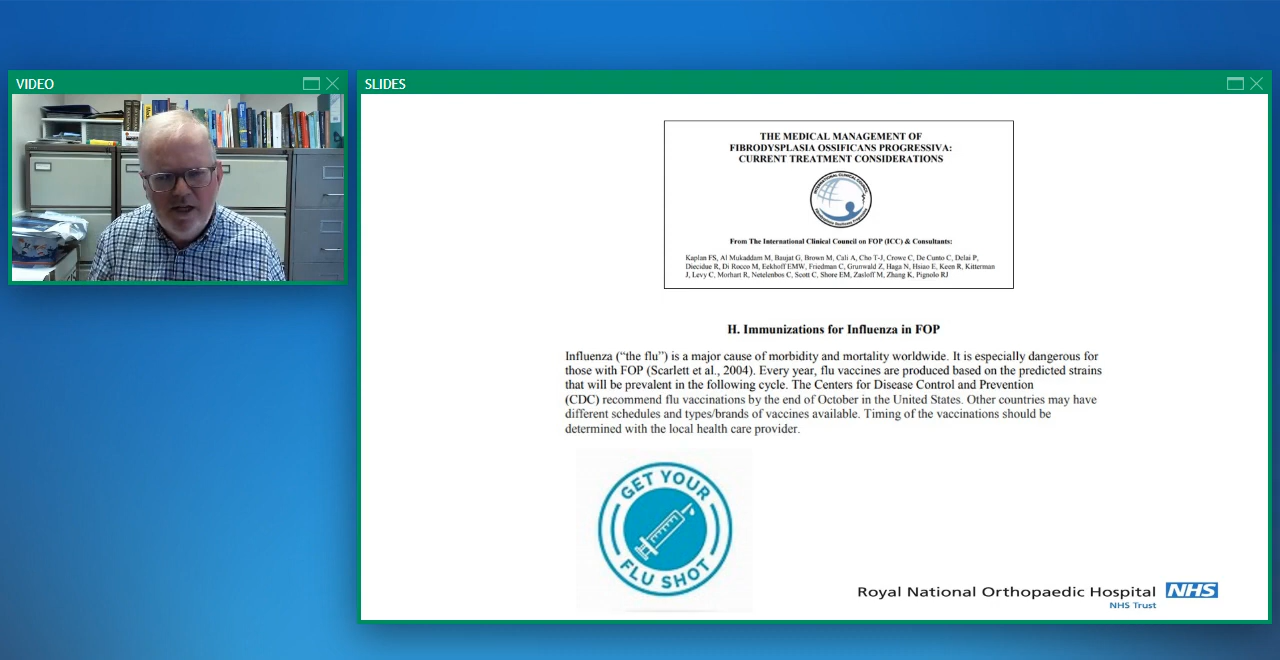 VIDEO
SLIDES
THE MEDICAL MANAGEMENT OF
FIBRODYSPLASIA OSSIFICANS PROGRESSIVA:
CURRENT TREATMENT CONSIDERATIONS
INTERNATIONAL CLINICAL COUNCIL
From The International Clinical Council on FOP (ICC) & Consultants:
Kaplan FS, Al Mukaddam M, Baujat G, Brown M, Cali A, Cho T-J, Crowe C, De Cunto C, Delai P,
Diecidue R, Di Rocco M, Eekhoff EMW, Friedman C, Grunwald Z, Haga N, Hsiao E, Keen R, Kitterman
J, Levy C, Morhart R, Netelenbos C, Scott C, Shore EM, Zasloff M, Zhang K, Pignolo RJ
H. Immunizations for Influenza in FOP
Influenza (“the flu”) is a major cause of morbidity and mortality worldwide. It is especially dangerous for
those with FOP (Scarlett et al., 2004). Every year, flu vaccines are produced based on the predicted strains
that will be prevalent in the following cycle. The Centers for Disease Control and Prevention
(CDC) recommend flu vaccinations by the end of October in the United States. Other countries may have
different schedules and types/brands of vaccines available. Timing of the vaccinations should be
determined with the local health care provider.
GET YOUR
FLU SHOT
Royal National Orthopaedic Hospital NHS
NHS Trust